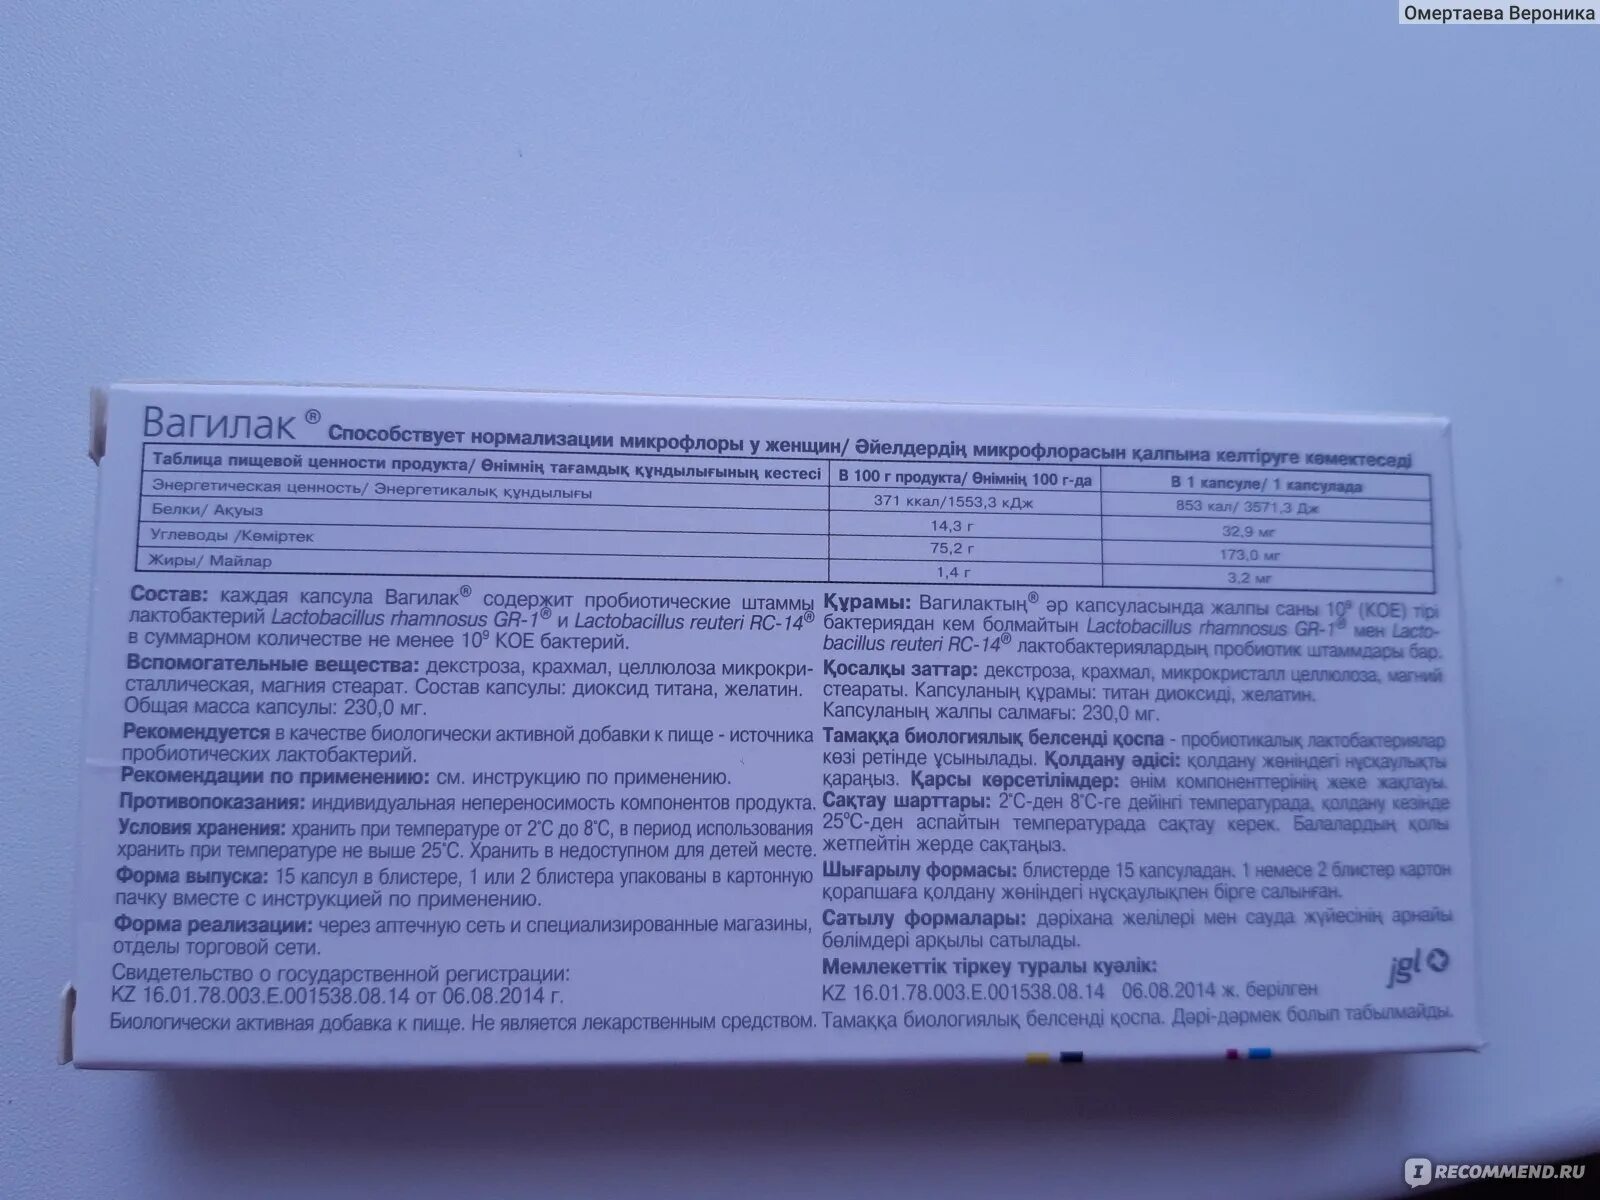 Омертаева Вероника
Вагилак® Способствует нормализации микрофлоры у женщин/ Әйелдердің микрофлорасын қалпына келтіруге көмектеседі
Таблица пищевой ценности продукта/ Өнімнің тағамдық құндылығының кестесі В 100 г продукта/ Өнімнің 100 г-да В 1 капсуле/ 1 капсулада
Энергетическая ценность/ Энергетикалық құндылығы 371 ккал/1553,3 кДж 853 кал/ 3571,3 Дж
Белки/ Ақуыз 14,3 г 32,9 мг
Углеводы /Көміртек 75,2 г 173,0 мг
Жиры/ Майлар 1,4 г 3,2 мг
Состав: каждая капсула Вагилак® содержит пробиотические штаммы
лактобактерий Lactobacillus rhamnosus GR-1® и Lactobacillus reuteri RC-14®
в суммарном количестве не менее 10⁹ КОЕ бактерий.
Вспомогательные вещества: декстроза, крахмал, целлюлоза микрокри-
сталлическая, магния стеарат. Состав капсулы: диоксид титана, желатин.
Общая масса капсулы: 230,0 мг.
Рекомендуется в качестве биологически активной добавки к пище - источника
пробиотических лактобактерий.
Рекомендации по применению: см. инструкцию по применению.
Противопоказания: индивидуальная непереносимость компонентов продукта.
Условия хранения: хранить при температуре от 2°С до 8°С, в период использования
хранить при температуре не выше 25°С. Хранить в недоступном для детей месте.
Форма выпуска: 15 капсул в блистере, 1 или 2 блистера упакованы в картонную
пачку вместе с инструкцией по применению.
Форма реализации: через аптечную сеть и специализированные магазины,
отделы торговой сети.
Свидетельство о государственной регистрации:
KZ 16.01.78.003.Е.001538.08.14 от 06.08.2014 г.
Биологически активная добавка к пище. Не является лекарственным средством.
Құрамы: Вагилактың® әр капсуласында жалпы саны 10⁹ (КОЕ) тірі
бактериядан кем болмайтын Lactobacillus rhamnosus GR-1® мен Lacto-
bacillus reuteri RC-14® лактобактериялардың пробиотик штаммдары бар.
Қосалқы заттар: декстроза, крахмал, микрокристалл целлюлоза, магний
стеараты. Капсуланың құрамы: титан диоксиді, желатин.
Капсуланың жалпы салмағы: 230,0 мг.
Тамаққа биологиялық белсенді қоспа - пробиотикалық лактобактериялар
көзі ретінде ұсынылады. Қолдану әдісі: қолдану жөніндегі нұсқаулықты
қараңыз. Қарсы көрсетілімдер: өнім компоненттерінің жеке жақпауы.
Сақтау шарттары: 2°С-ден 8°С-ге дейінгі температурада, қолдану кезінде
25°С-ден аспайтын температурада сақтау керек. Балалардың қолы
жетпейтін жерде сақтаңыз.
Шығарылу формасы: блистерде 15 капсуладан. 1 немесе 2 блистер картон
қорапшаға қолдану жөніндегі нұсқаулықпен бірге салынған.
Сатылу формалары: дәріхана желілері мен сауда жүйесінің арнайы
бөлімдері арқылы сатылады.
Мемлекеттік тіркеу туралы куәлік:
KZ 16.01.78.003.Е.001538.08.14 06.08.2014 ж. берілген
Тамаққа биологиялық белсенді қоспа. Дәрі-дәрмек болып табылмайды.
jgl
IRECOMMEND.RU